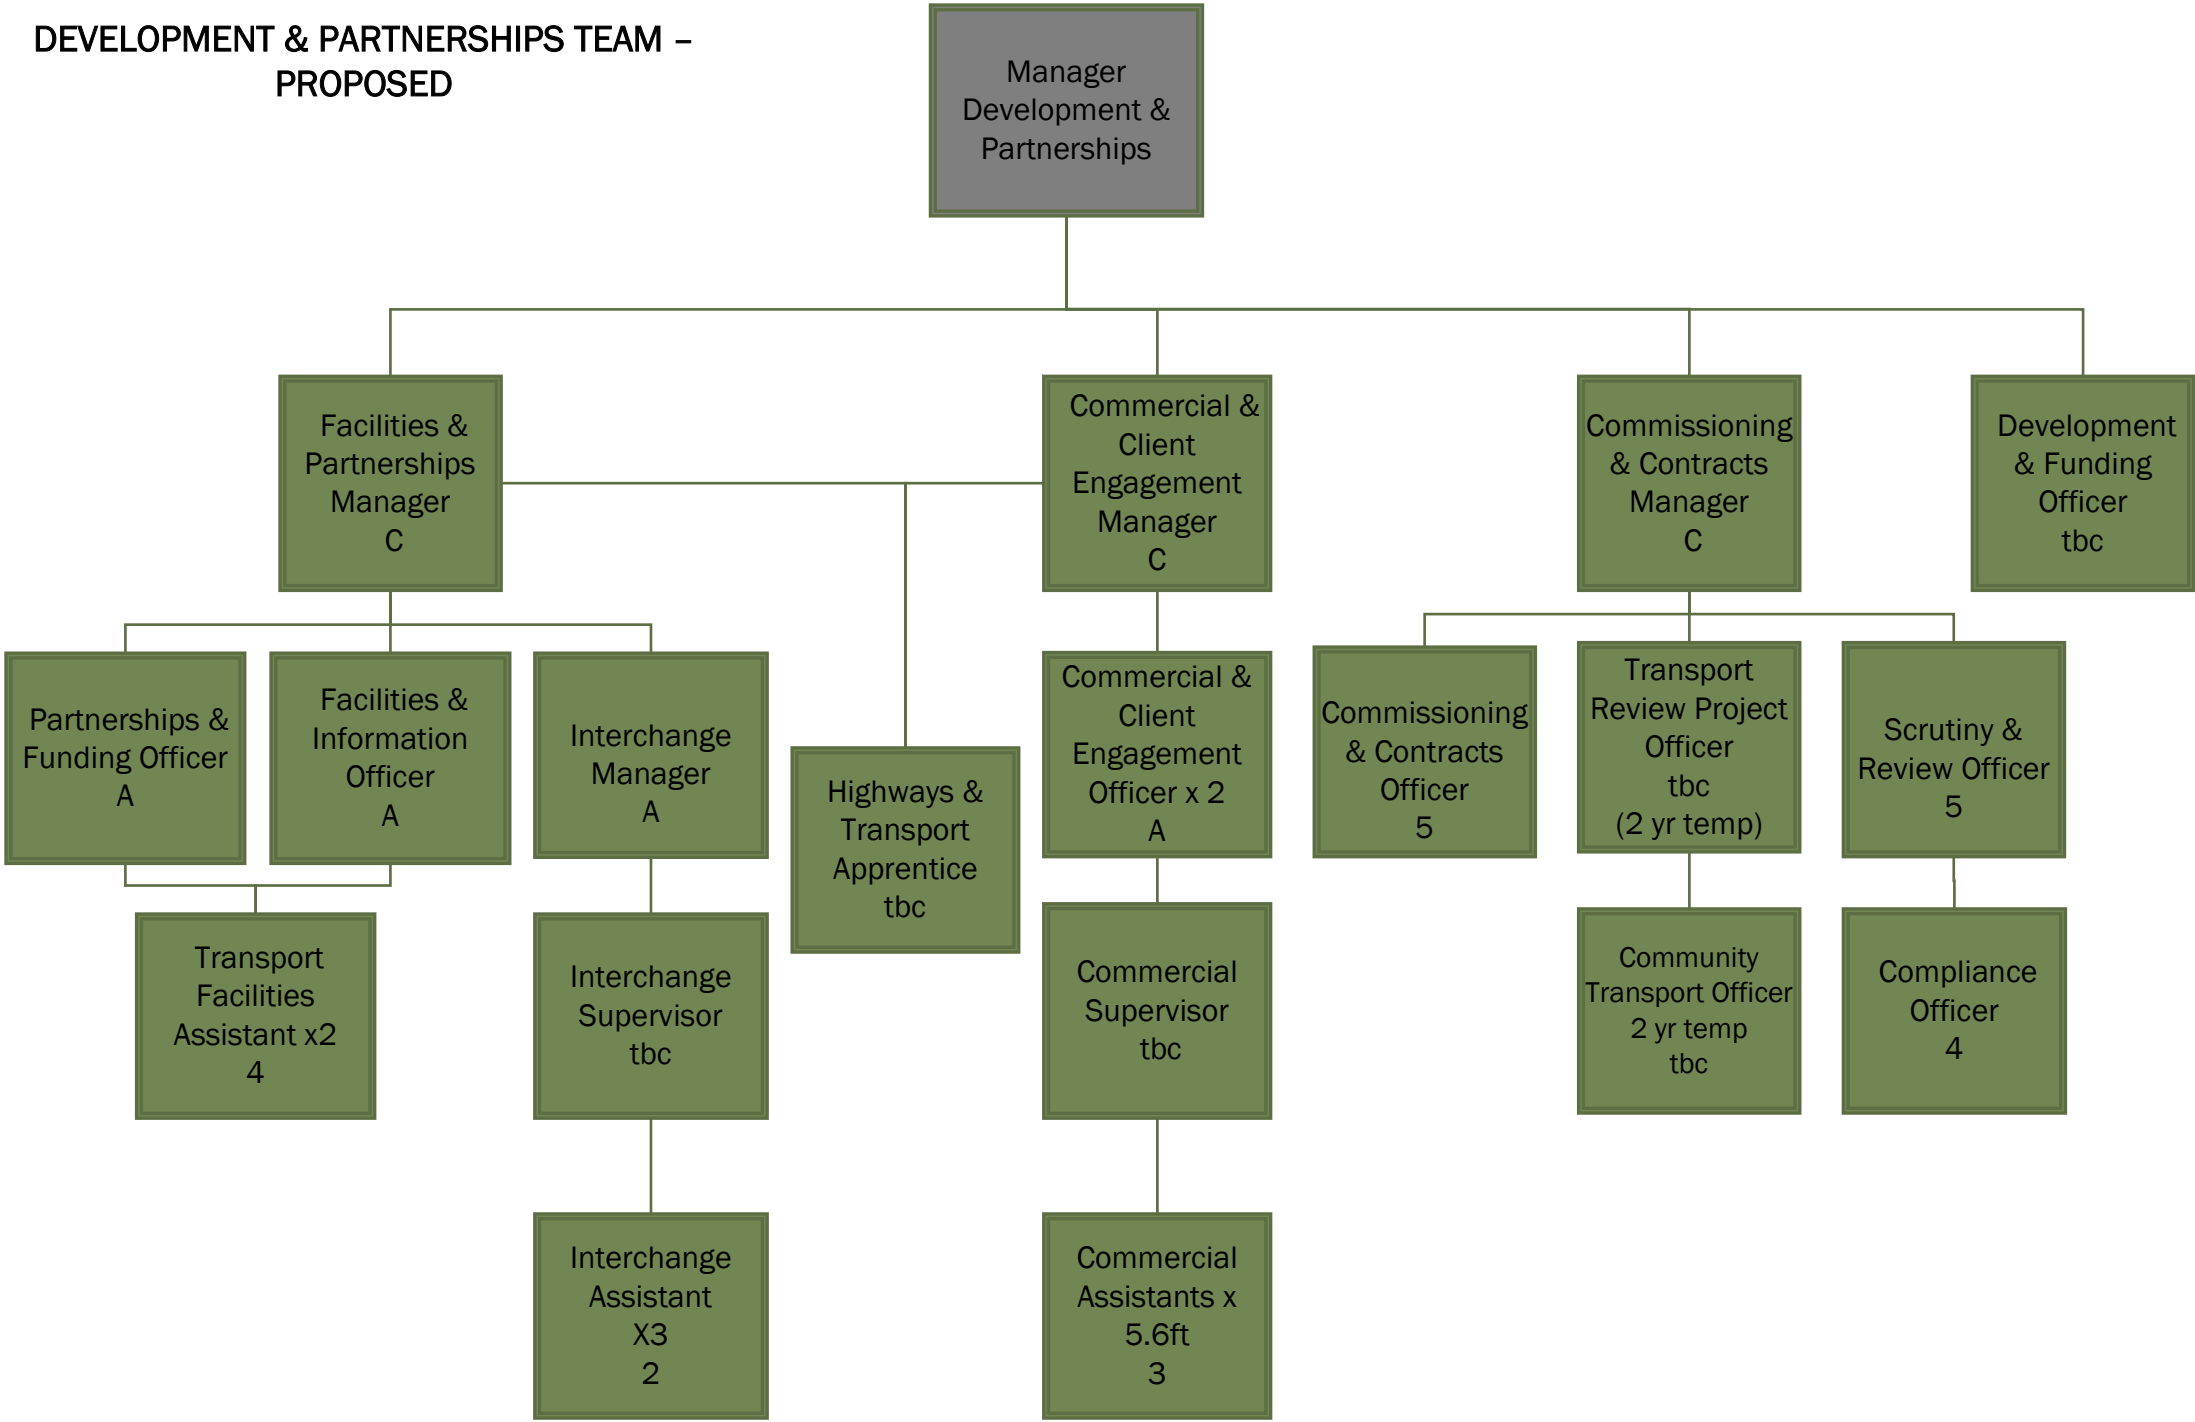 DEVELOPMENT & PARTNERSHIPS TEAM –
PROPOSED
Manager
Development &
Partnerships
Facilities &
Partnerships
Manager
C
Commercial &
Client
Engagement
Manager
C
Commissioning
& Contracts
Manager
C
Development
& Funding
Officer
tbc
Partnerships &
Funding Officer
A
Facilities &
Information
Officer
A
Interchange
Manager
A
Highways &
Transport
Apprentice
tbc
Commercial &
Client
Engagement
Officer x 2
A
Commissioning
& Contracts
Officer
5
Transport
Review Project
Officer
tbc
(2 yr temp)
Scrutiny &
Review Officer
5
Transport
Facilities
Assistant x2
4
Interchange
Supervisor
tbc
Commercial
Supervisor
tbc
Community
Transport Officer
2 yr temp
tbc
Compliance
Officer
4
Interchange
Assistant
X3
2
Commercial
Assistants x
5.6ft
3